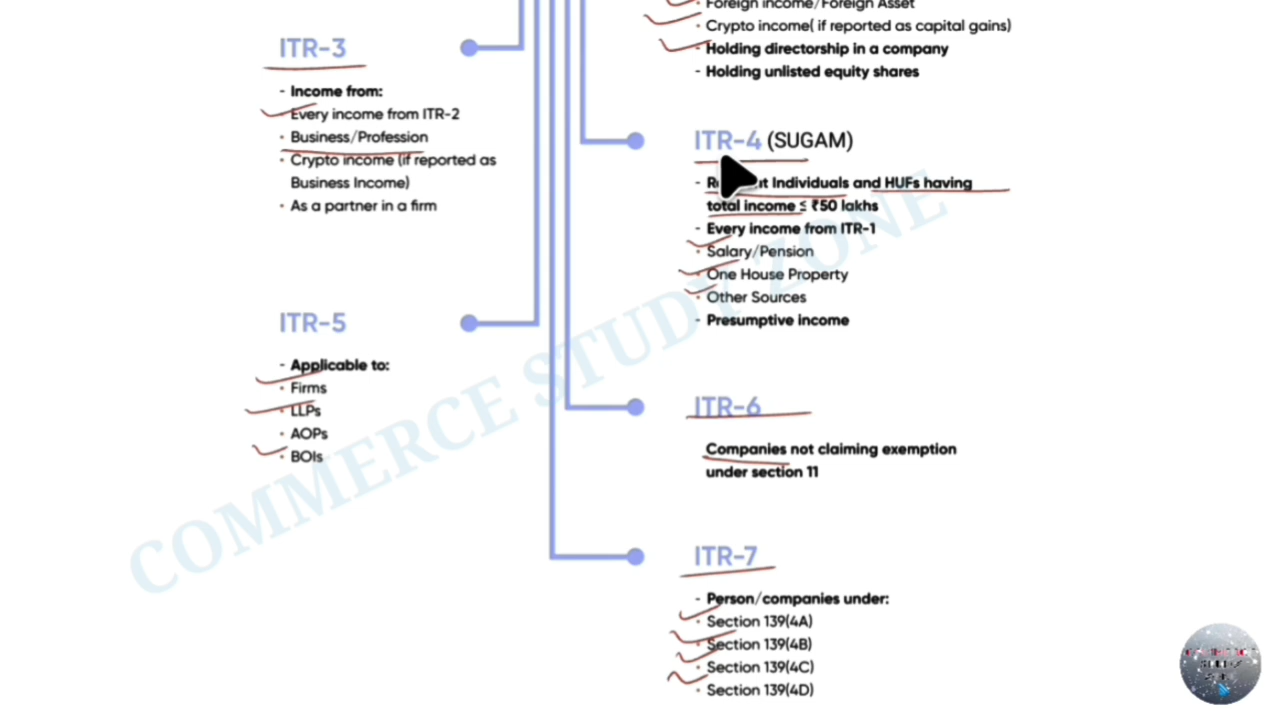 ITR-3
- Income from:
· Every income from ITR-2
· Business/Profession
· Crypto income (if reported as
Business Income)
· As a partner in a firm
ITR-5
- Applicable to:
· Firms
· LLPs
· AOPs
· BOIs
· Foreign income/Foreign Asset
· Crypto income( if reported as capital gains)
- Holding directorship in a company
- Holding unlisted equity shares
ITR-4 (SUGAM)
- Individuals and HUFs having
total income ≤ ₹50 lakhs
- Every income from ITR-1
· Salary/Pension
· One House Property
· Other Sources
- Presumptive income
ITR-6
Companies not claiming exemption
under section 11
ITR-7
- Person/companies under:
· Section 139(4A)
· Section 139(4B)
· Section 139(4C)
· Section 139(4D)
COMMERCE STUDY ZONE